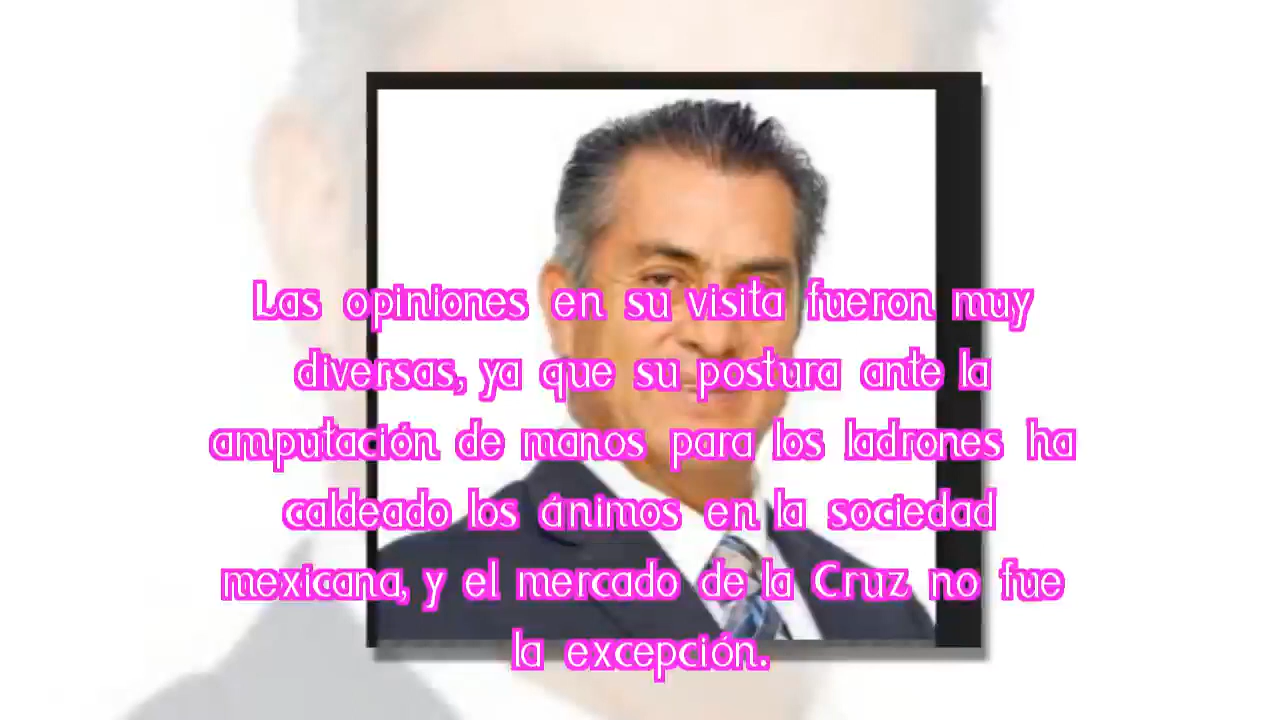 Las opiniones en su visita fueron muy
diversas, ya que su postura ante la
amputación de manos para los ladrones ha
caldeado los ánimos en la sociedad
mexicana, y el mercado de la Cruz no fue
la excepción.